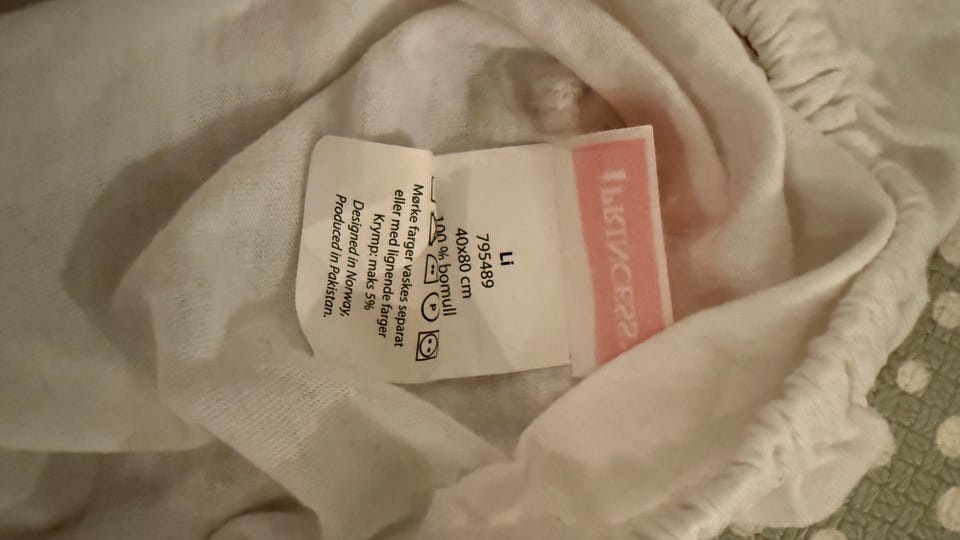 Li
795489
40x80 cm
100 % bomull
P
Mørke farger vaskes separat
eller med lignende farger
Krymp: maks 5%
Designed in Norway,
Produced in Pakistan.
PRINCESS